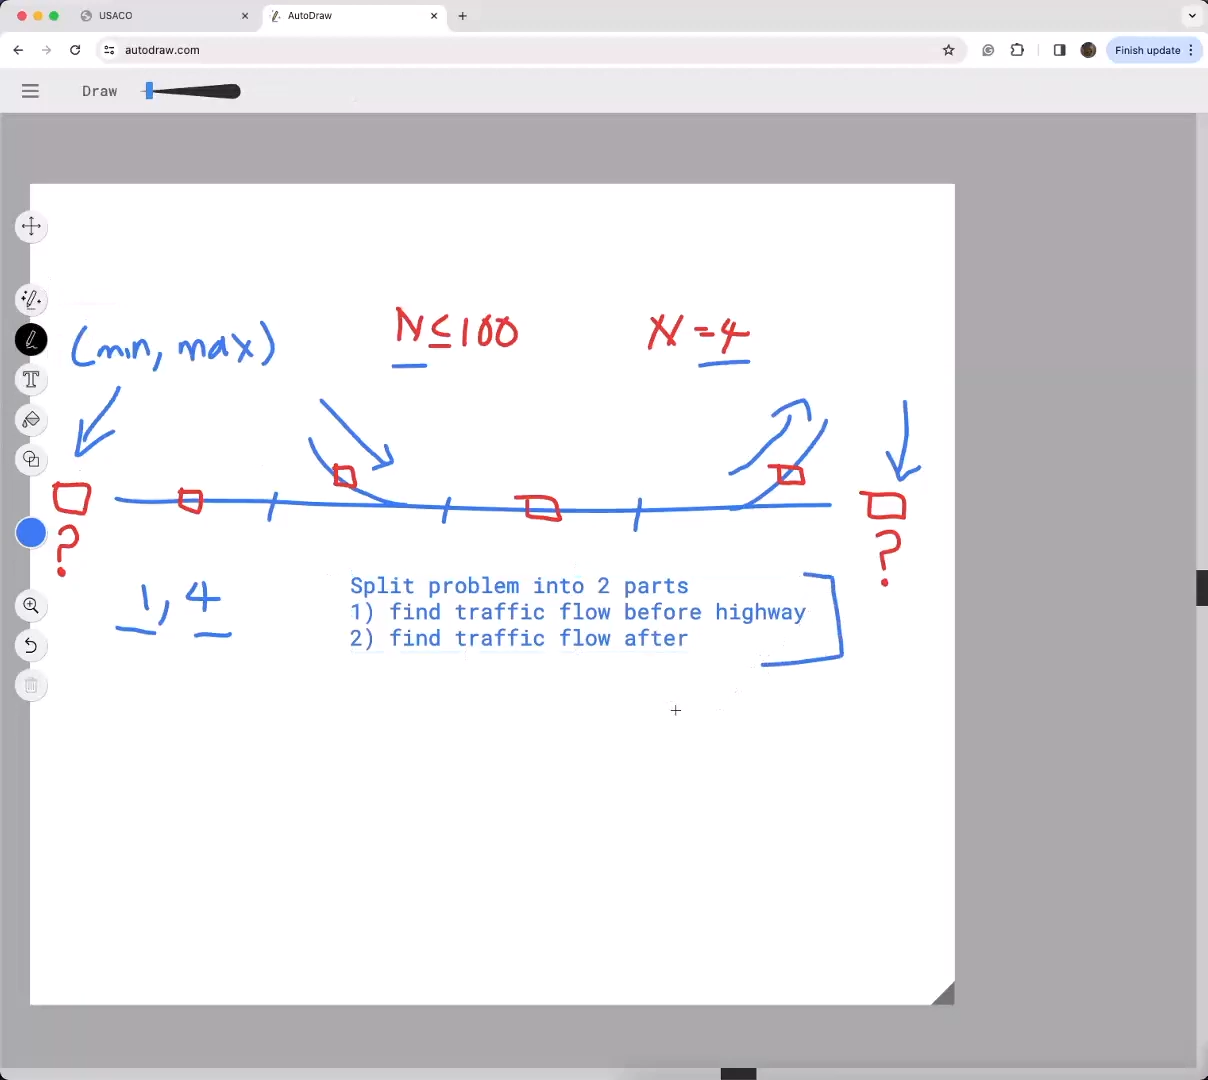 USACO
AutoDraw
autodraw.com
Finish update
Draw
(min, max)
N≤100
N=4
?
?
1, 4
Split problem into 2 parts
1) find traffic flow before highway
2) find traffic flow after